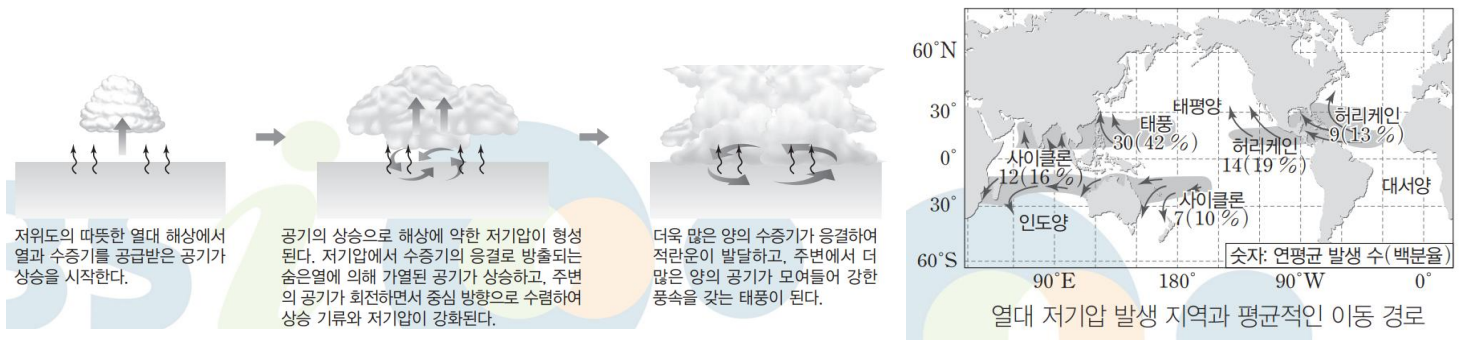 저위도의 따뜻한 열대 해상에서
열과 수증기를 공급받은 공기가
상승을 시작한다.
공기의 상승으로 해상에 약한 저기압이 형성
된다. 저기압에서 수증기의 응결로 방출되는
숨은열에 의해 가열된 공기가 상승하고, 주변
의 공기가 회전하면서 중심 방향으로 수렴하여
상승 기류와 저기압이 강화된다.
더욱 많은 양의 수증기가 응결하여
적란운이 발달하고, 주변에서 더
많은 양의 공기가 모여들어 강한
풍속을 갖는 태풍이 된다.
60°N
30°
0°
30°
60°S
태평양
태풍
30(42 %)
허리케인
9(13 %)
허리케인
14(19 %)
사이클론
12(16 %)
사이클론
7(10 %)
대서양
인도양
숫자: 연평균 발생 수(백분율)
90°E
180°
90°W
0°
열대 저기압 발생 지역과 평균적인 이동 경로